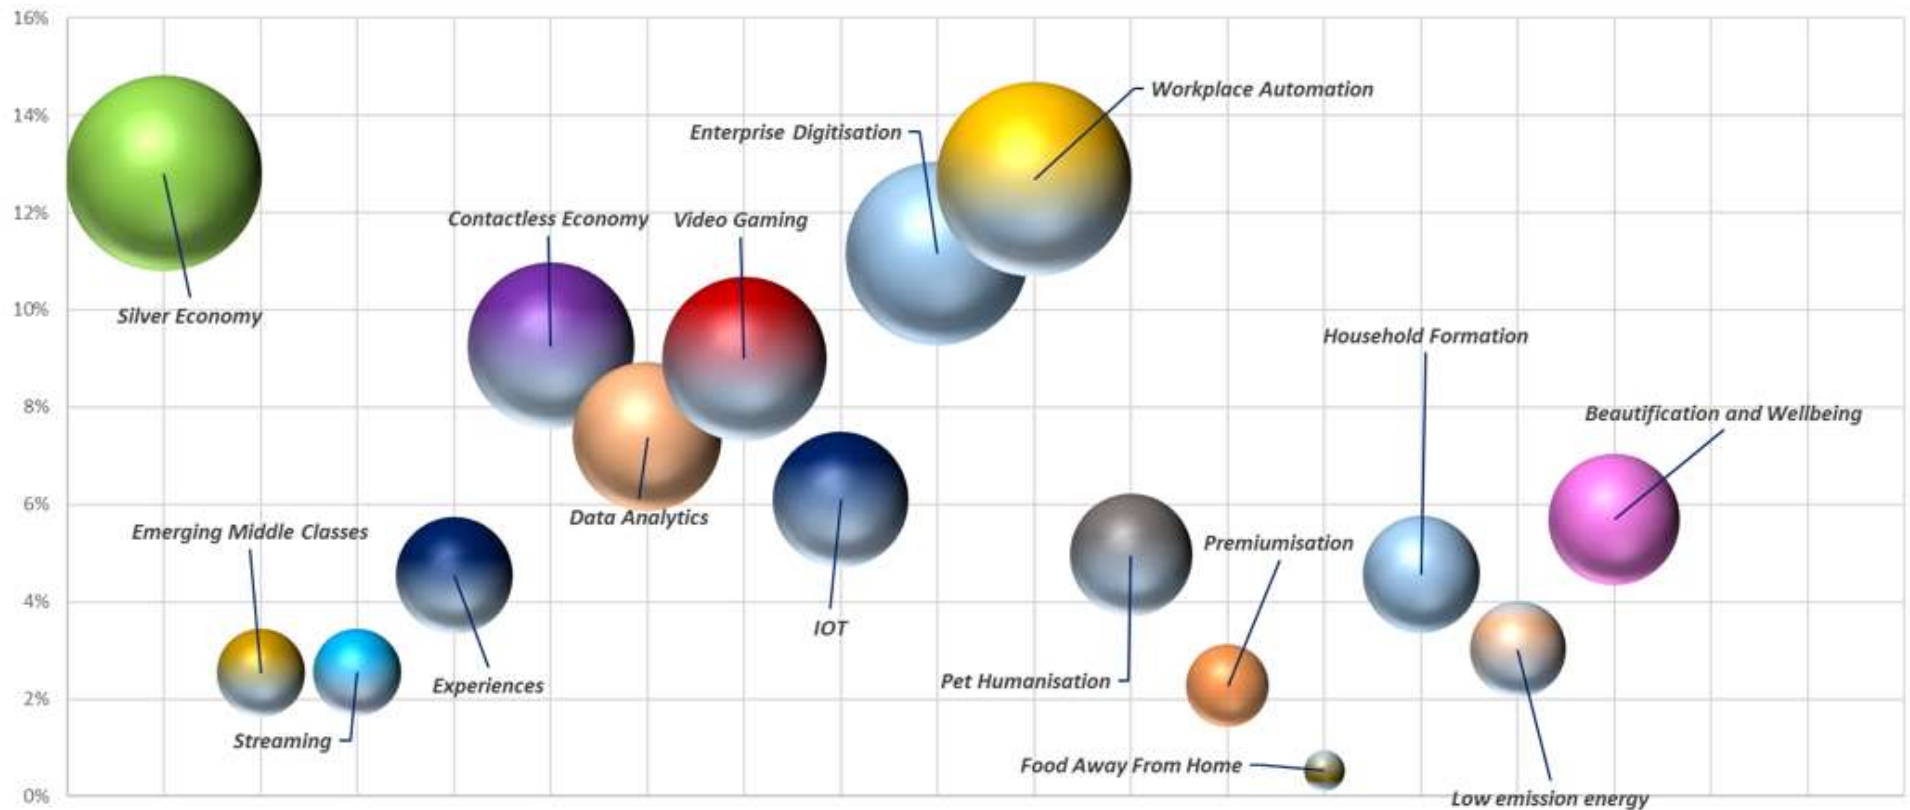 16%
14%
12%
10%
8%
6%
4%
2%
0%
Workplace Automation
Enterprise Digitisation
Contactless Economy
Video Gaming
Silver Economy
Household Formation
Beautification and Wellbeing
Data Analytics
Emerging Middle Classes
Premiumisation
IOT
Pet Humanisation
Experiences
Streaming
Food Away From Home
Low emission energy